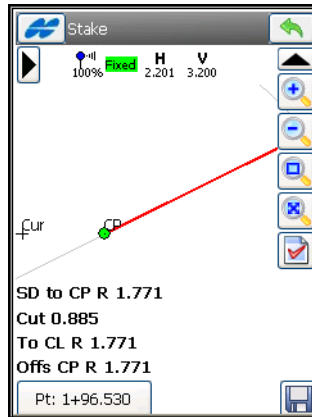 Stake
H V
100% Fixed 2.201 3.200
Cur CP
SD to CP R 1.771
Cut 0.885
To CL R 1.771
Offs CP R 1.771
Pt: 1+96.530